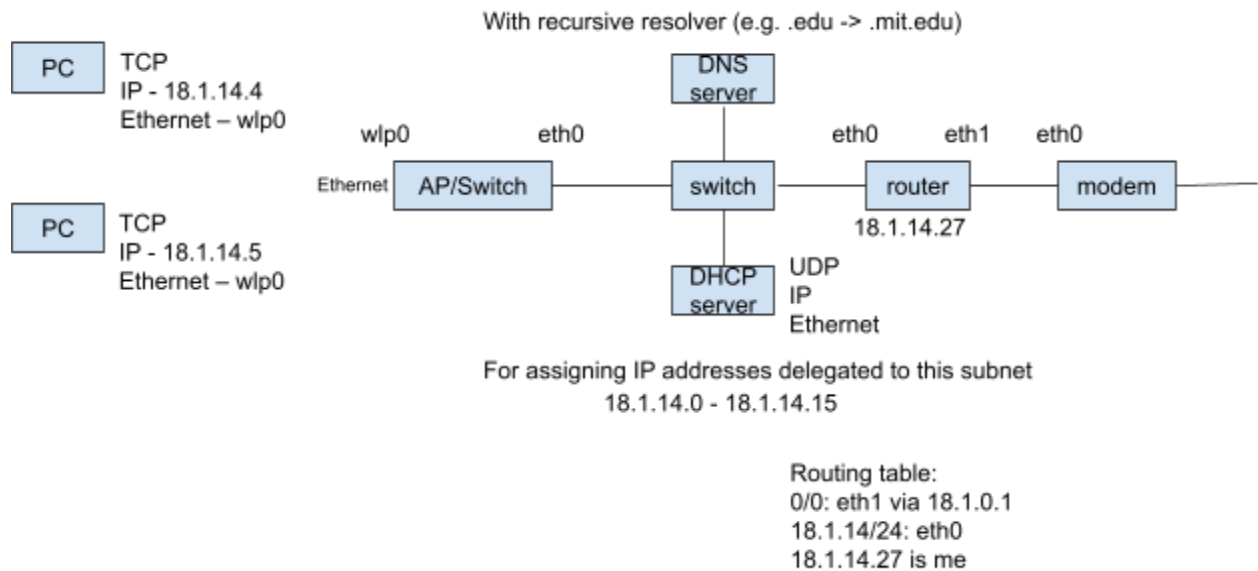 With recursive resolver (e.g. .edu -> .mit.edu)
PC
TCP
IP - 18.1.14.4
Ethernet – wlp0
DNS
server
wlp0
eth0
eth0
eth1
eth0
Ethernet
AP/Switch
switch
router
modem
18.1.14.27
PC
TCP
IP - 18.1.14.5
Ethernet – wlp0
DHCP
server
UDP
IP
Ethernet
For assigning IP addresses delegated to this subnet
18.1.14.0 - 18.1.14.15
Routing table:
0/0: eth1 via 18.1.0.1
18.1.14/24: eth0
18.1.14.27 is me